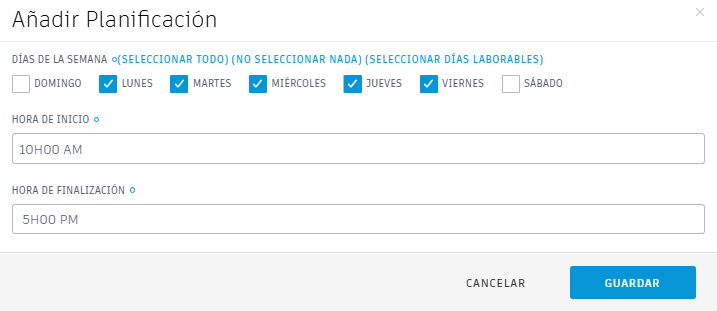 Añadir Planificación
DÍAS DE LA SEMANA (SELECCIONAR TODO) (NO SELECCIONAR NADA) (SELECCIONAR DÍAS LABORABLES)
DOMINGO LUNES MARTES MIÉRCOLES JUEVES VIERNES SÁBADO
HORA DE INICIO
10H00 AM
HORA DE FINALIZACIÓN
5H00 PM
CANCELAR GUARDAR